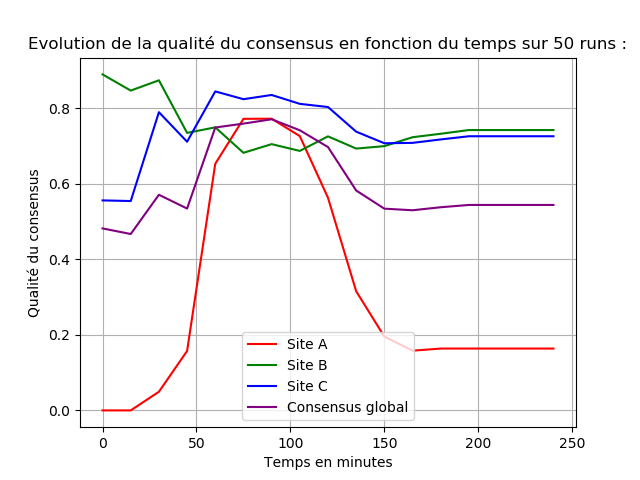 Evolution de la qualité du consensus en fonction du temps sur 50 runs :
Qualité du consensus
0.8
0.6
0.4
0.2
0.0
Site A
Site B
Site C
Consensus global
0 50 100 150 200 250
Temps en minutes